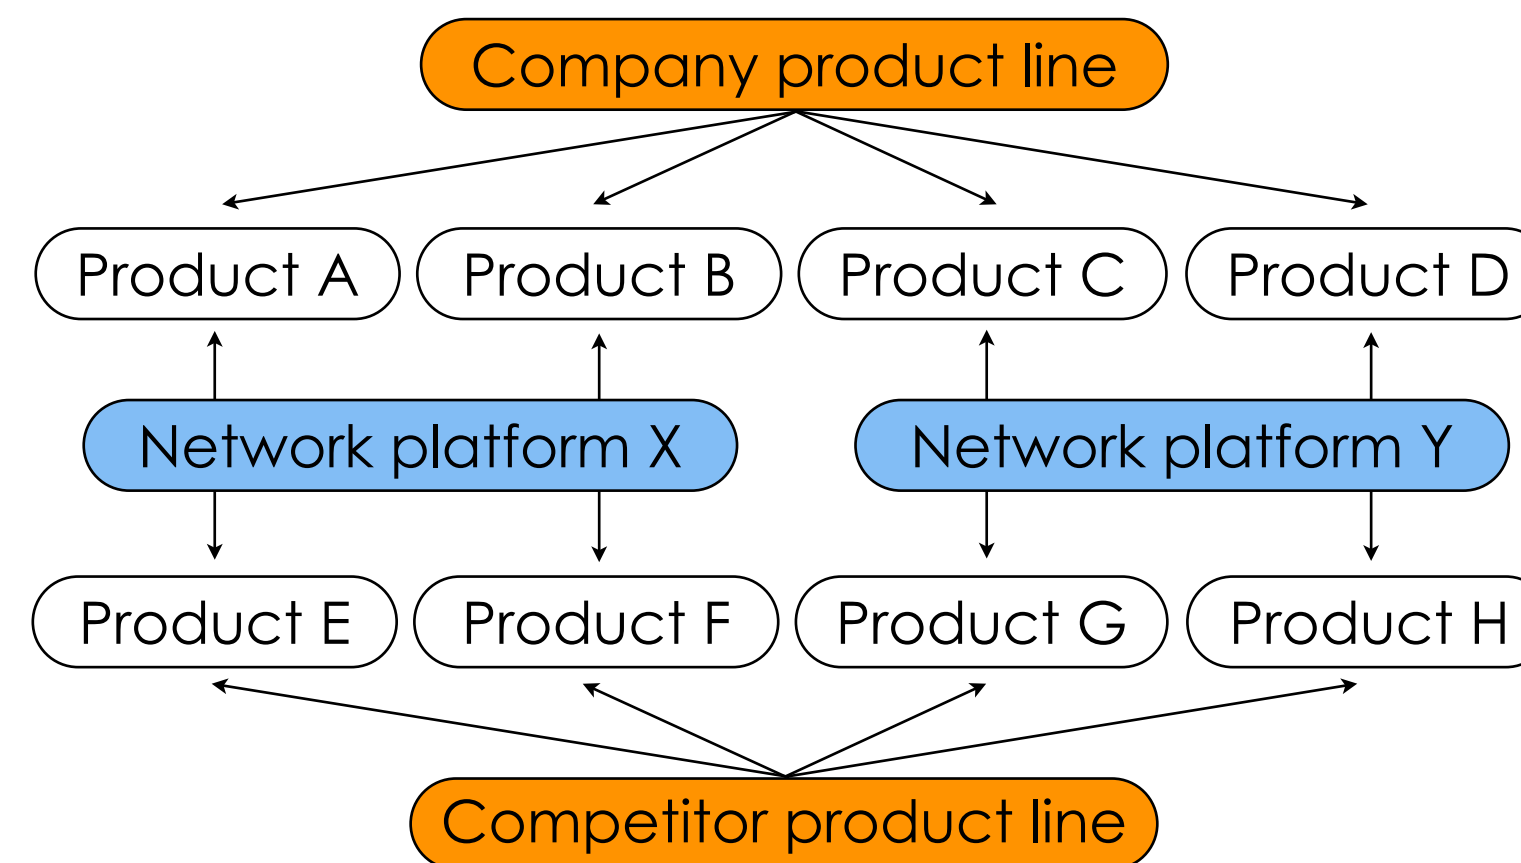 Company product line
Product A
Product B
Product C
Product D
Network platform X
Network platform Y
Product E
Product F
Product G
Product H
Competitor product line